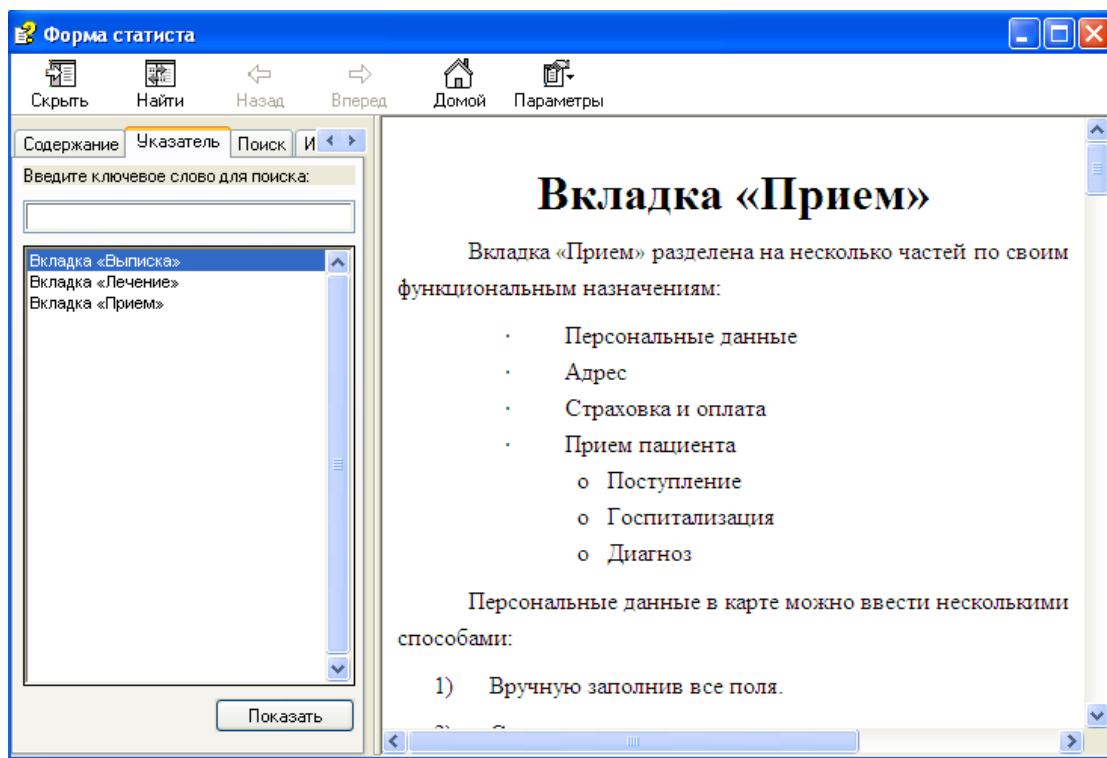 Форма статиста
Скрыть Найти Назад Вперед Домой Параметры
Содержание Указатель Поиск И
Введите ключевое слово для поиска:
Вкладка «Выписка»
Вкладка «Лечение»
Вкладка «Прием»
Показать
Вкладка «Прием»
Вкладка «Прием» разделена на несколько частей по своим
функциональным назначениям:
· Персональные данные
· Адрес
· Страховка и оплата
· Прием пациента
o Поступление
o Госпитализация
o Диагноз
Персональные данные в карте можно ввести несколькими
способами:
1) Вручную заполнив все поля.